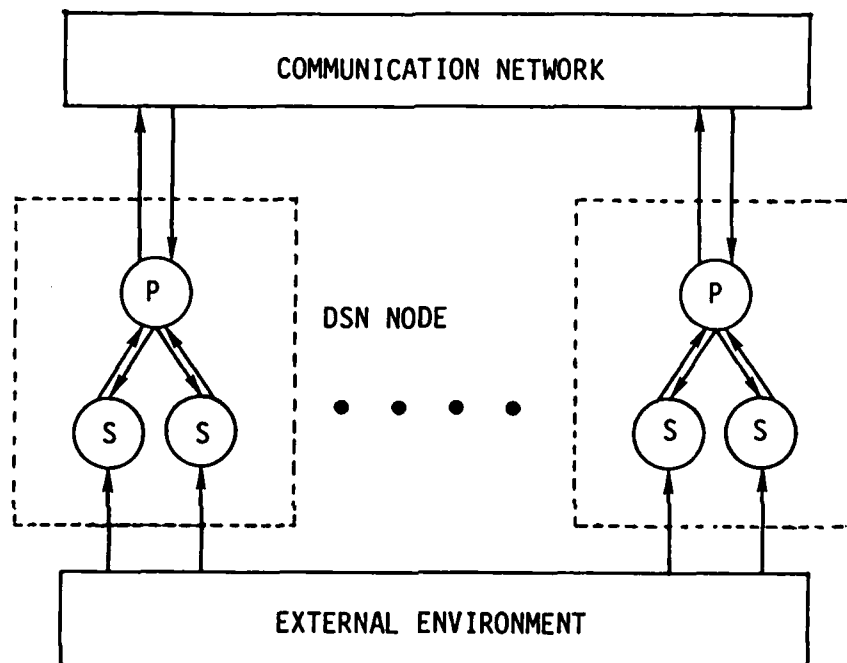 COMMUNICATION NETWORK
P
DSN NODE
P
S
S
S
S
EXTERNAL ENVIRONMENT